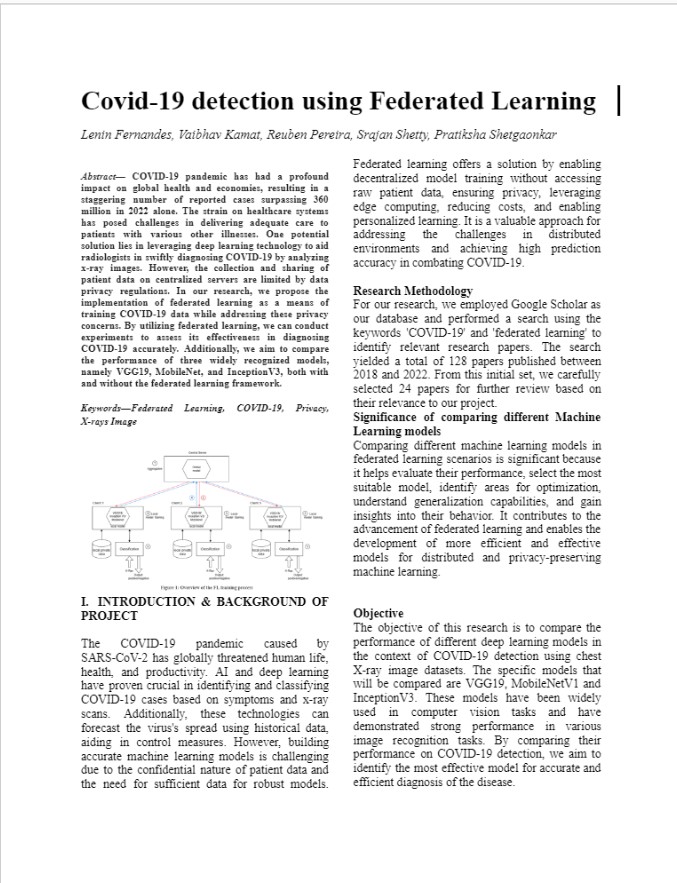 Covid-19 detection using Federated Learning
Lenin Fernandes, Vaibhav Kamat, Reuben Pereira, Srajan Shetty, Pratiksha Shetgaonkar
Abstract— COVID-19 pandemic has had a profound
impact on global health and economies, resulting in a
staggering number of reported cases surpassing 360
million in 2022 alone. The strain on healthcare systems
has posed challenges in delivering adequate care to
patients with various other illnesses. One potential
solution lies in leveraging deep learning technology to aid
radiologists in swiftly diagnosing COVID-19 by analyzing
x-ray images. However, the collection and sharing of
patient data on centralized servers are limited by data
privacy regulations. In our research, we propose the
implementation of federated learning as a means of
training COVID-19 data while addressing these privacy
concerns. By utilizing federated learning, we can conduct
experiments to assess its effectiveness in diagnosing
COVID-19 accurately. Additionally, we aim to compare
the performance of three widely recognized models,
namely VGG19, MobileNet, and InceptionV3, both with
and without the federated learning framework.
Keywords—Federated Learning, COVID-19, Privacy,
X-rays Image
Figure 1: Overview of the FL training process
I. INTRODUCTION & BACKGROUND OF
PROJECT
The COVID-19 pandemic caused by
SARS-CoV-2 has globally threatened human life,
health, and productivity. AI and deep learning
have proven crucial in identifying and classifying
COVID-19 cases based on symptoms and x-ray
scans. Additionally, these technologies can
forecast the virus's spread using historical data,
aiding in control measures. However, building
accurate machine learning models is challenging
due to the confidential nature of patient data and
the need for sufficient data for robust models.
Federated learning offers a solution by enabling
decentralized model training without accessing
raw patient data, ensuring privacy, leveraging
edge computing, reducing costs, and enabling
personalized learning. It is a valuable approach for
addressing the challenges in distributed
environments and achieving high prediction
accuracy in combating COVID-19.
Research Methodology
For our research, we employed Google Scholar as
our database and performed a search using the
keywords 'COVID-19' and 'federated learning' to
identify relevant research papers. The search
yielded a total of 128 papers published between
2018 and 2022. From this initial set, we carefully
selected 24 papers for further review based on
their relevance to our project.
Significance of comparing different Machine
Learning models
Comparing different machine learning models in
federated learning scenarios is significant because
it helps evaluate their performance, select the most
suitable model, identify areas for optimization,
understand generalization capabilities, and gain
insights into their behavior. It contributes to the
advancement of federated learning and enables the
development of more efficient and effective
models for distributed and privacy-preserving
machine learning.
Objective
The objective of this research is to compare the
performance of different deep learning models in
the context of COVID-19 detection using chest
X-ray image datasets. The specific models that
will be compared are VGG19, MobileNetV1 and
InceptionV3. These models have been widely
used in computer vision tasks and have
demonstrated strong performance in various
image recognition tasks. By comparing their
performance on COVID-19 detection, we aim to
identify the most effective model for accurate and
efficient diagnosis of the disease.